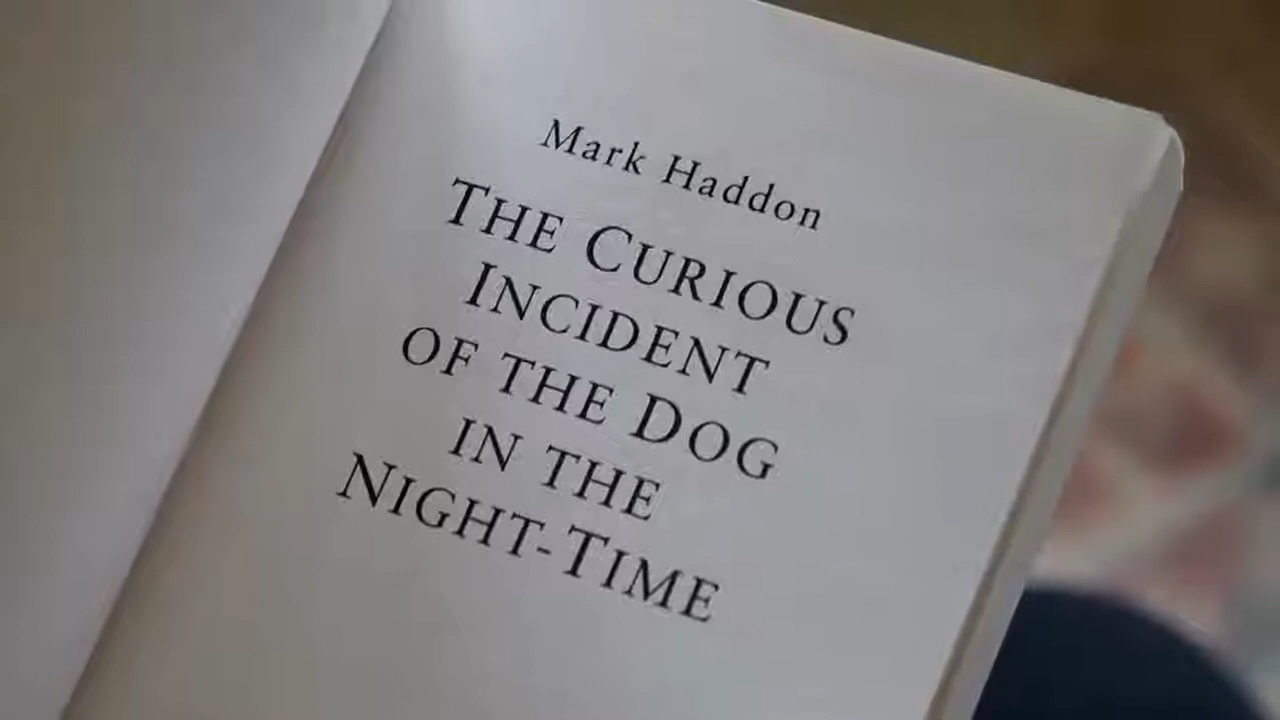 Mark Haddon
THE CURIOUS
INCIDENT
OF THE DOG
IN THE
NIGHT-TIME